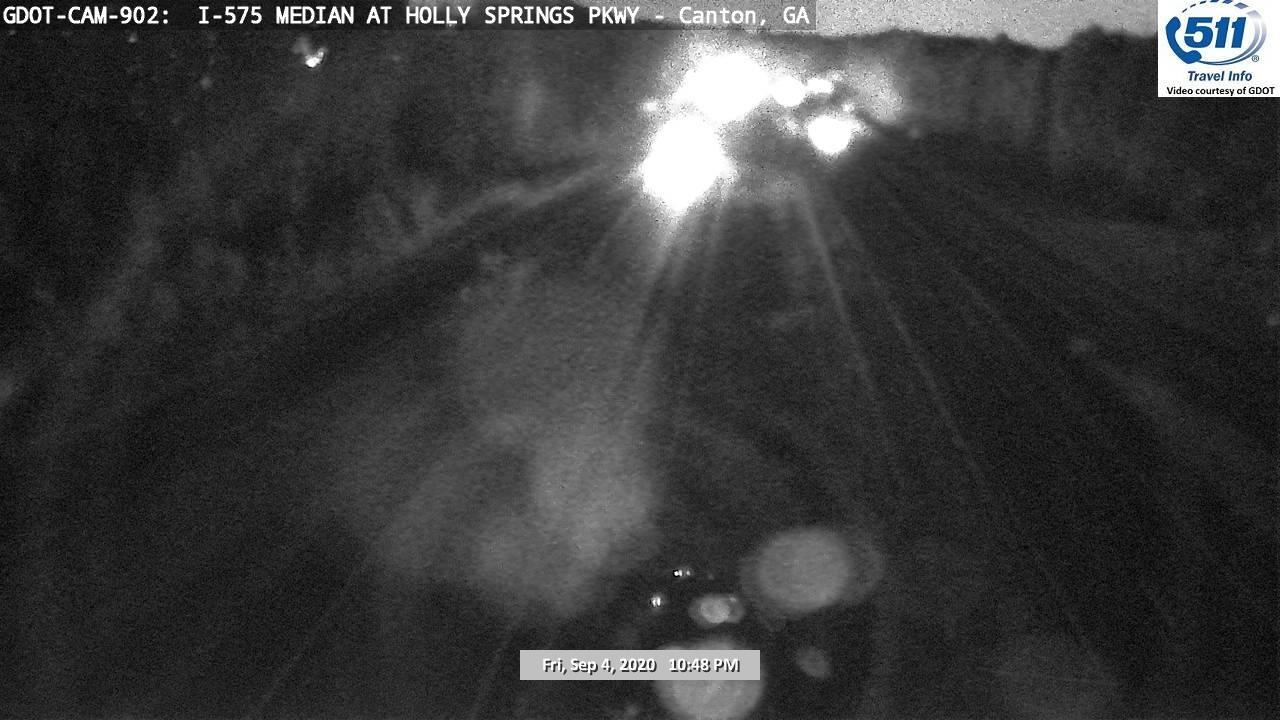 GDOT-CAM-902:  I-575 MEDIAN AT HOLLY SPRINGS PKWY - Canton, GA
511
®
Travel Info
Video courtesy of GDOT
Fri, Sep 4, 2020   10:48 PM